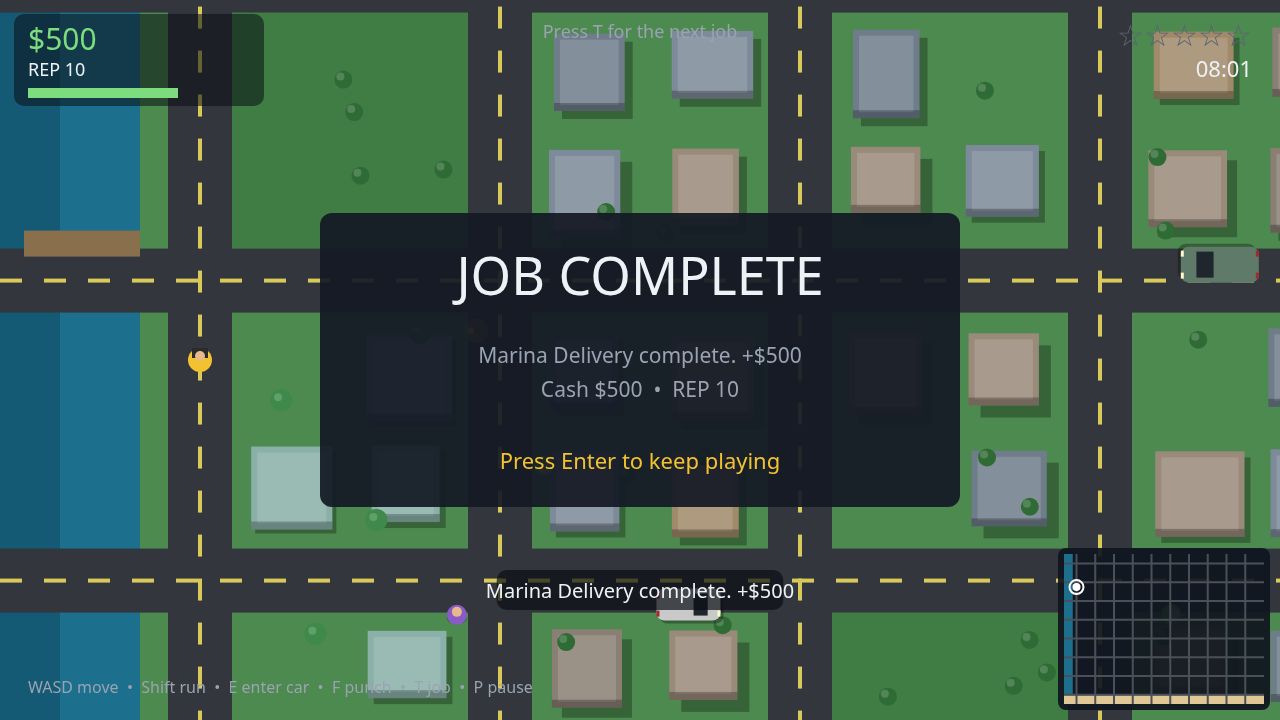 $500
REP 10
Press T for the next job
08:01
JOB COMPLETE
Marina Delivery complete. +$500
Cash $500 • REP 10
Press Enter to keep playing
Marina Delivery complete. +$500
WASD move • Shift run • E enter car • F punch • T job • P pause